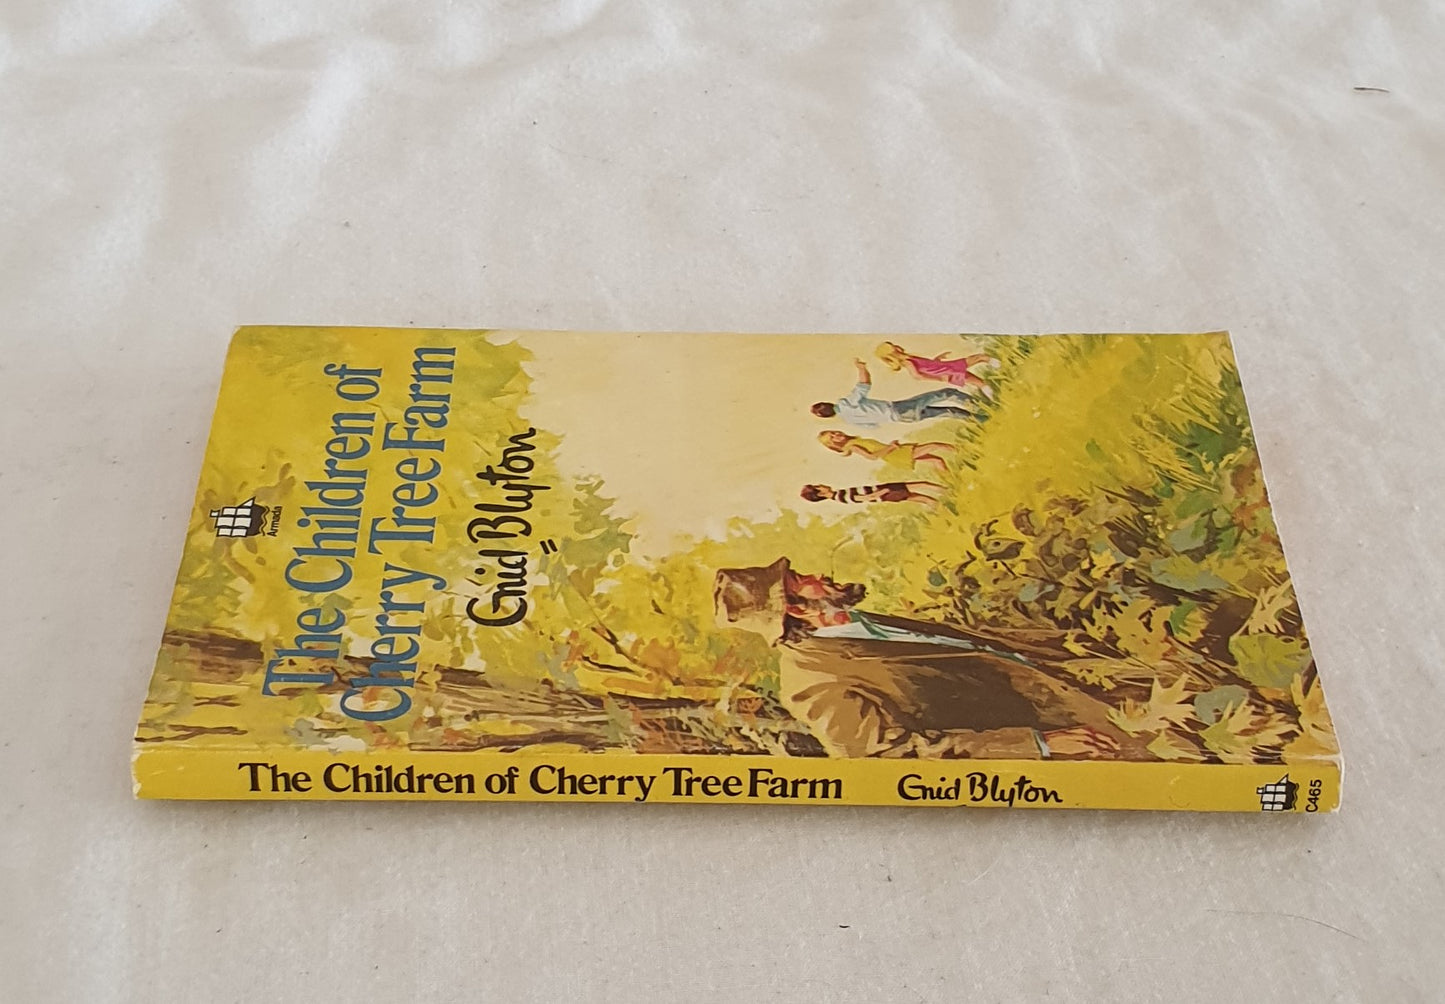 The Children of
Cherry Tree Farm
Enid Blyton
Armada
The Children of Cherry Tree Farm Enid Blyton C465